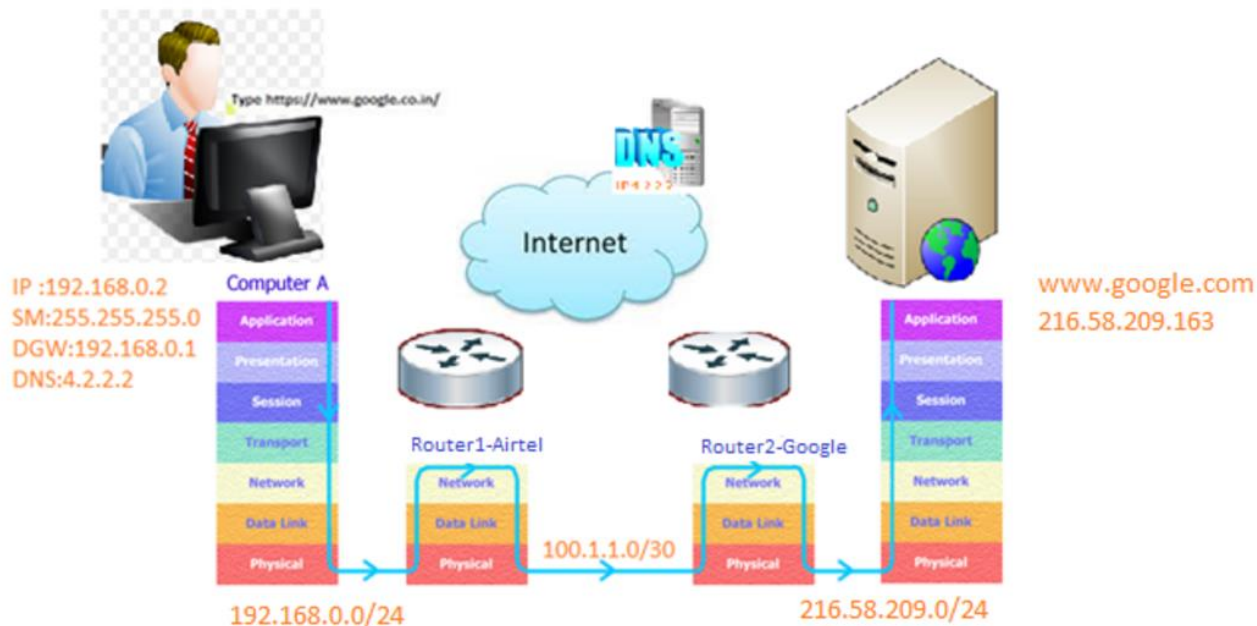 Type https://www.google.co.in/
DNS
Internet
IP :192.168.0.2
SM:255.255.255.0
DGW:192.168.0.1
DNS:4.2.2.2
Computer A
Application
Presentation
Session
Transport
Network
Data Link
Physical
192.168.0.0/24
Router1-Airtel
Network
Data Link
Physical
100.1.1.0/30
Router2-Google
Network
Data Link
Physical
www.google.com
216.58.209.163
Application
Presentation
Session
Transport
Network
Data Link
Physical
216.58.209.0/24